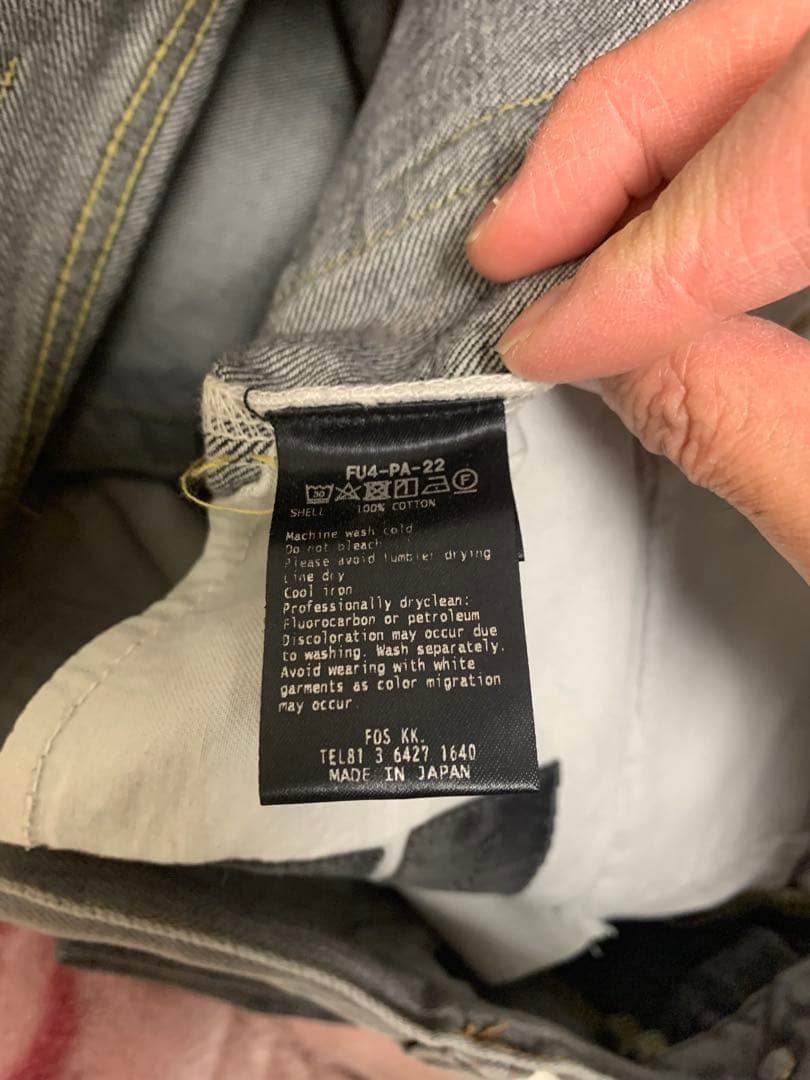 FU4-PA-22
30 F
SHELL 100% COTTON
Machine wash cold
Do not bleach
Please avoid tumbler drying
Line dry
Cool iron
Professionally dryclean:
Fluorocarbon or petroleum
Discoloration may occur due
to washing. Wash separately.
Avoid wearing with white
garments as color migration
may occur.
FOS KK.
TEL81 3 6427 1640
MADE IN JAPAN